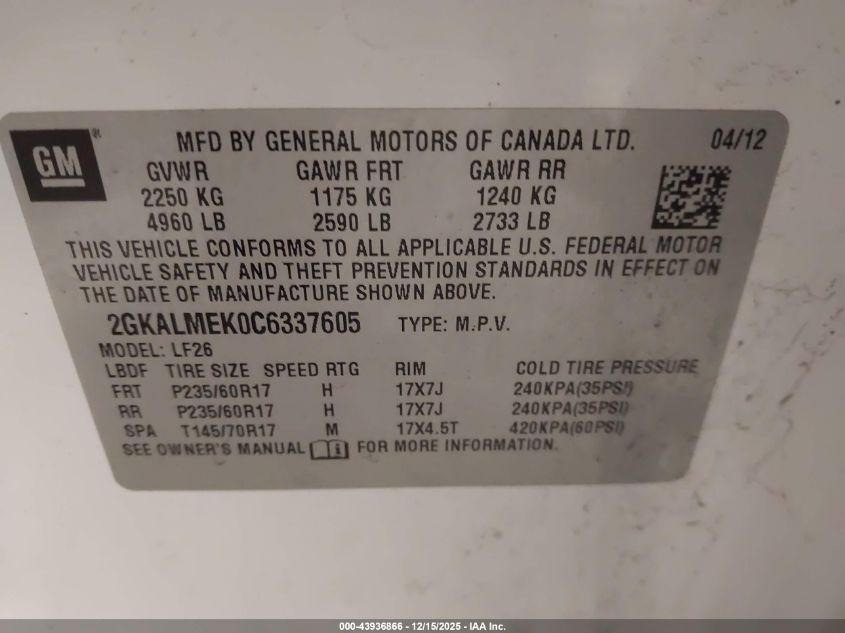 GM MFD BY GENERAL MOTORS OF CANADA LTD. 04/12
GVWR GAWR FRT GAWR RR
2250 KG 1175 KG 1240 KG
4960 LB 2590 LB 2733 LB
THIS VEHICLE CONFORMS TO ALL APPLICABLE U.S. FEDERAL MOTOR
VEHICLE SAFETY AND THEFT PREVENTION STANDARDS IN EFFECT ON
THE DATE OF MANUFACTURE SHOWN ABOVE.
2GKALMEK0C6337605 TYPE: M.P.V.
MODEL: LF26
LBDF TIRE SIZE SPEED RTG RIM COLD TIRE PRESSURE
FRT P235/60R17 H 17X7J 240KPA(35PSI)
RR P235/60R17 H 17X7J 240KPA(35PSI)
SPA T145/70R17 M 17X4.5T 420KPA(60PSI)
SEE OWNER'S MANUAL FOR MORE INFORMATION.
000-43936866 - 12/15/2025 - IAA Inc.